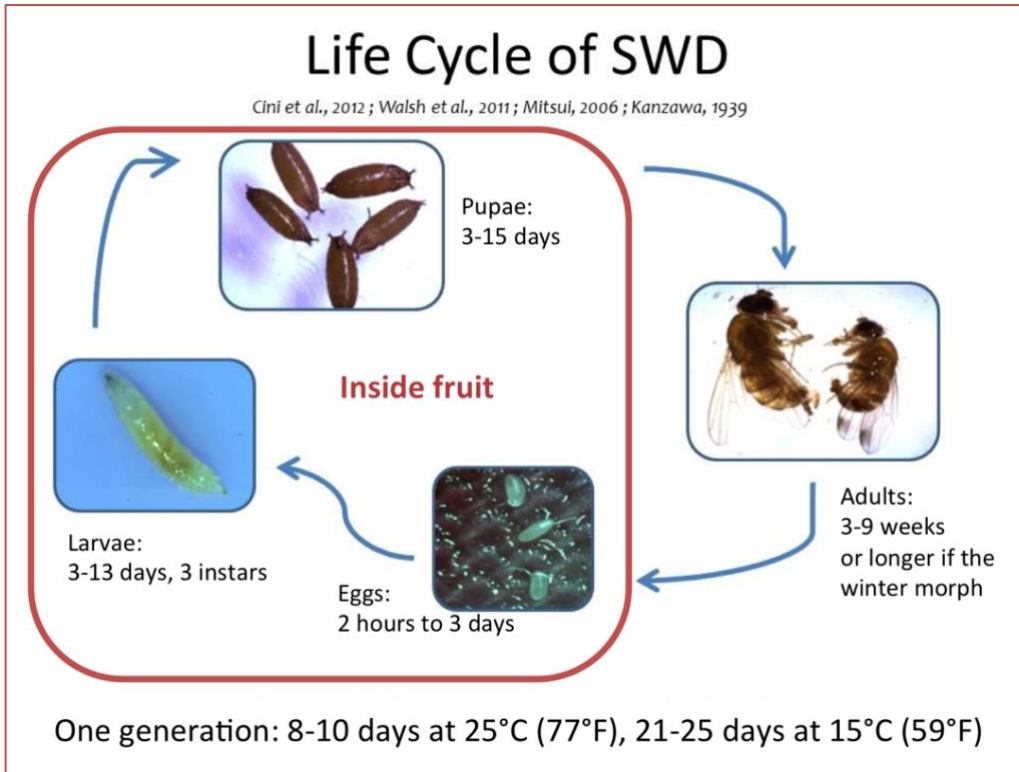 Life Cycle of SWD
Cini et al., 2012 ; Walsh et al., 2011 ; Mitsui, 2006 ; Kanzawa, 1939
Pupae:
3-15 days
Inside fruit
Larvae:
3-13 days, 3 instars
Eggs:
2 hours to 3 days
Adults:
3-9 weeks
or longer if the
winter morph
One generation: 8-10 days at 25°C (77°F), 21-25 days at 15°C (59°F)